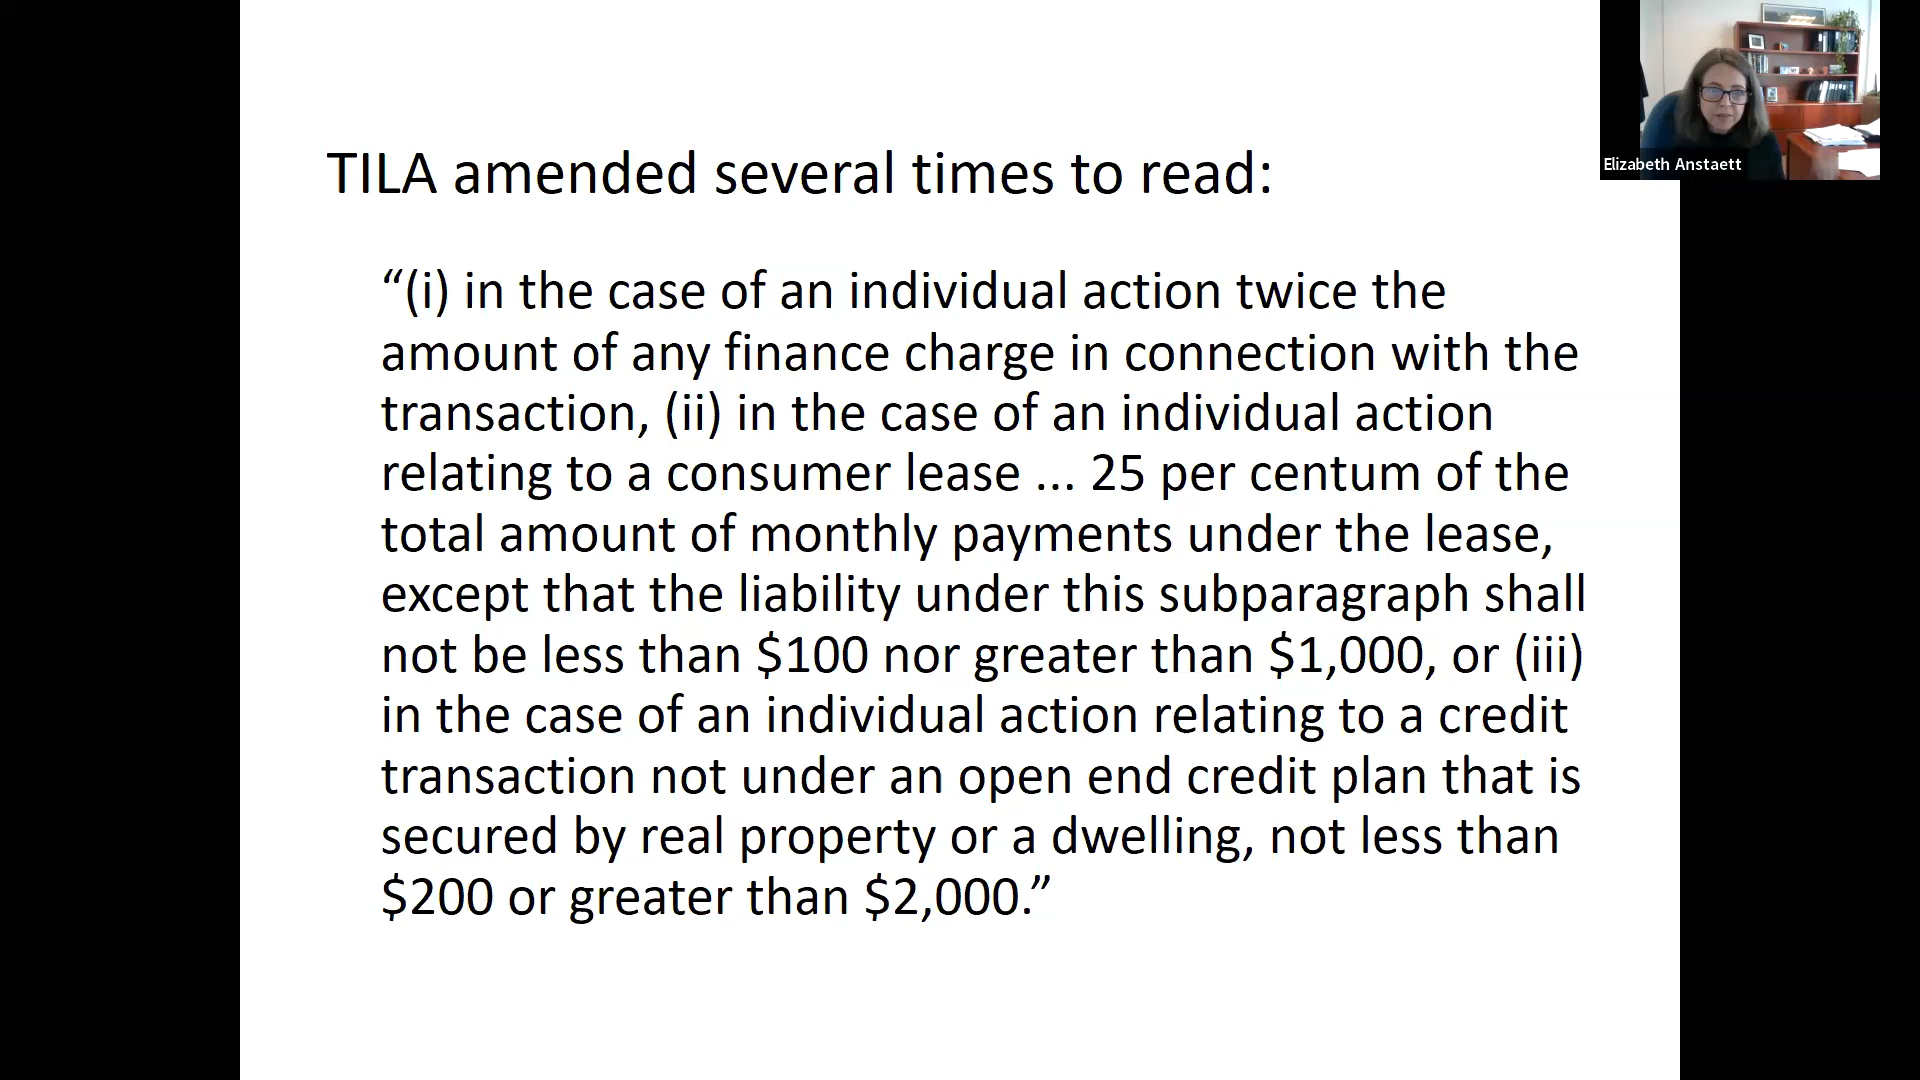 TILA amended several times to read:
“(i) in the case of an individual action twice the
amount of any finance charge in connection with the
transaction, (ii) in the case of an individual action
relating to a consumer lease ... 25 per centum of the
total amount of monthly payments under the lease,
except that the liability under this subparagraph shall
not be less than $100 nor greater than $1,000, or (iii)
in the case of an individual action relating to a credit
transaction not under an open end credit plan that is
secured by real property or a dwelling, not less than
$200 or greater than $2,000.”
Elizabeth Anstaett